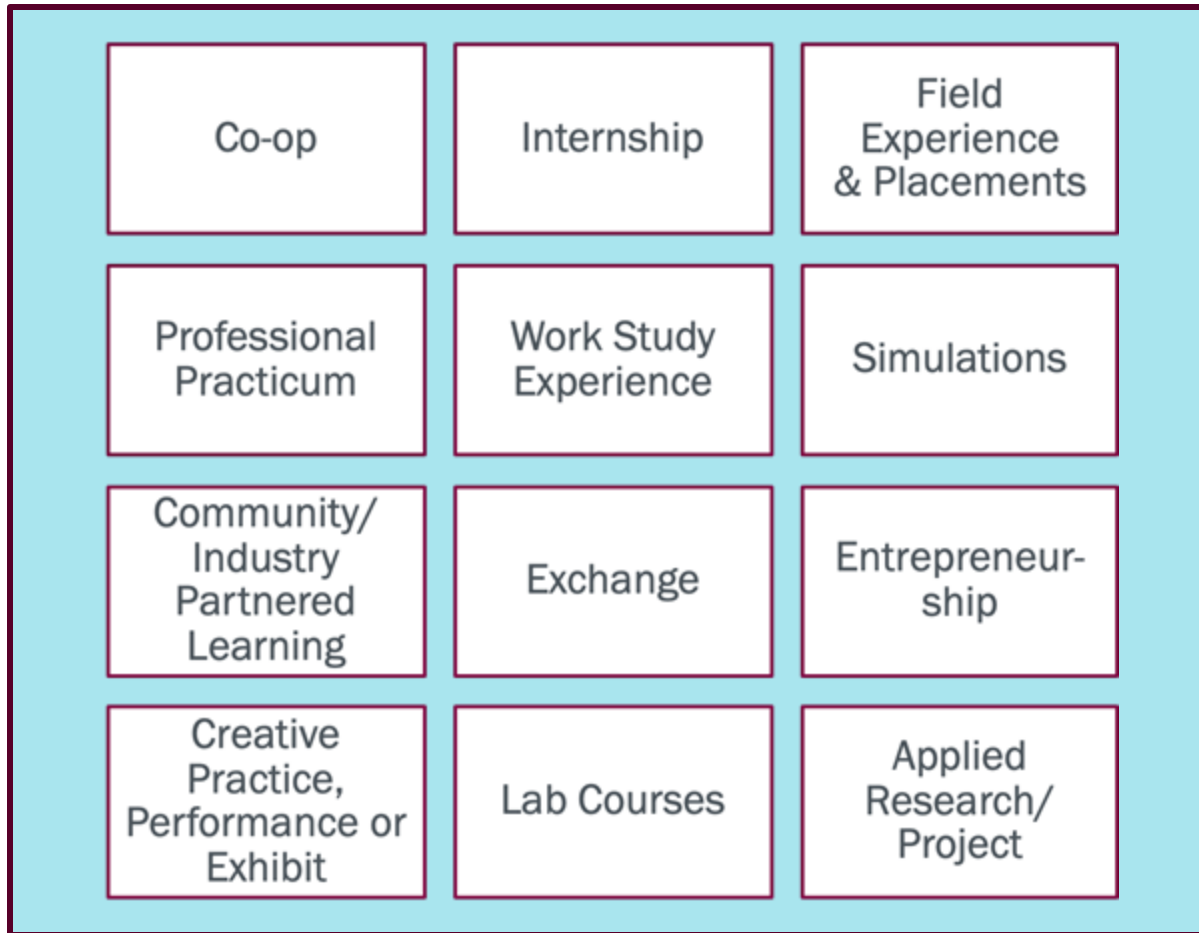 Co-op
Internship
Field
Experience
& Placements
Professional
Practicum
Work Study
Experience
Simulations
Community/
Industry
Partnered
Learning
Exchange
Entrepreneur-
ship
Creative
Practice,
Performance or
Exhibit
Lab Courses
Applied
Research/
Project